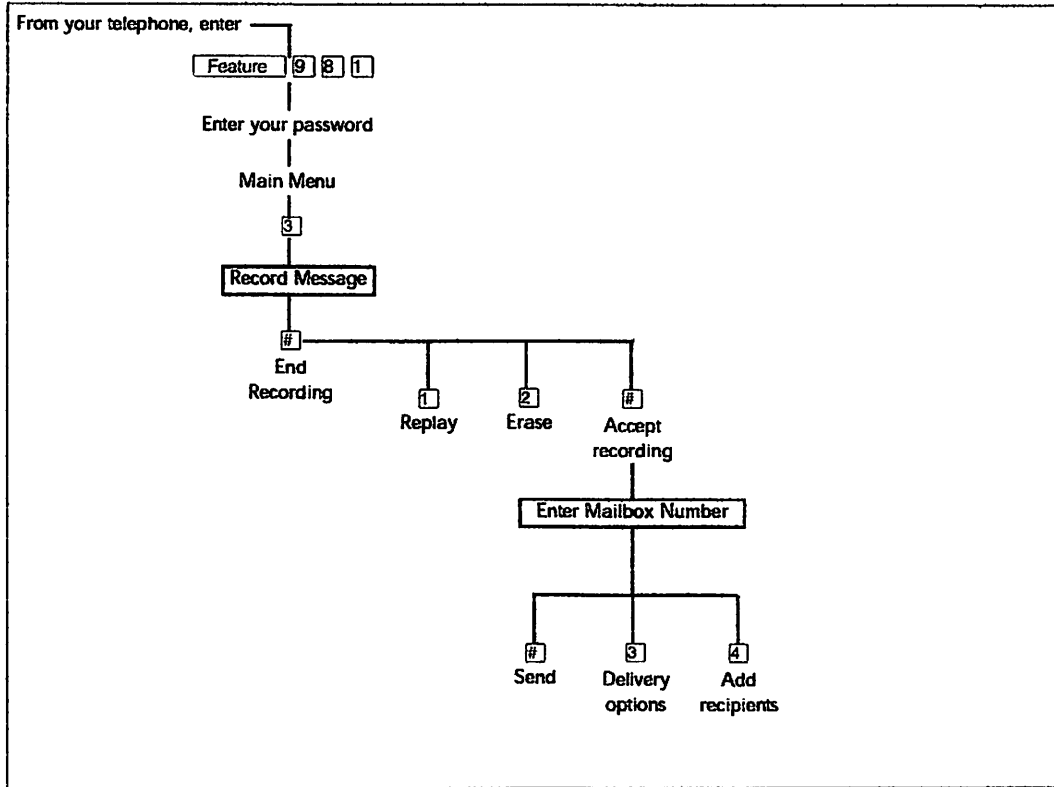 From your telephone, enter
Feature 9 8 1
Enter your password
Main Menu
3
Record Message
#
End
Recording
1
Replay
2
Erase
#
Accept
recording
Enter Mailbox Number
#
Send
3
Delivery
options
4
Add
recipients